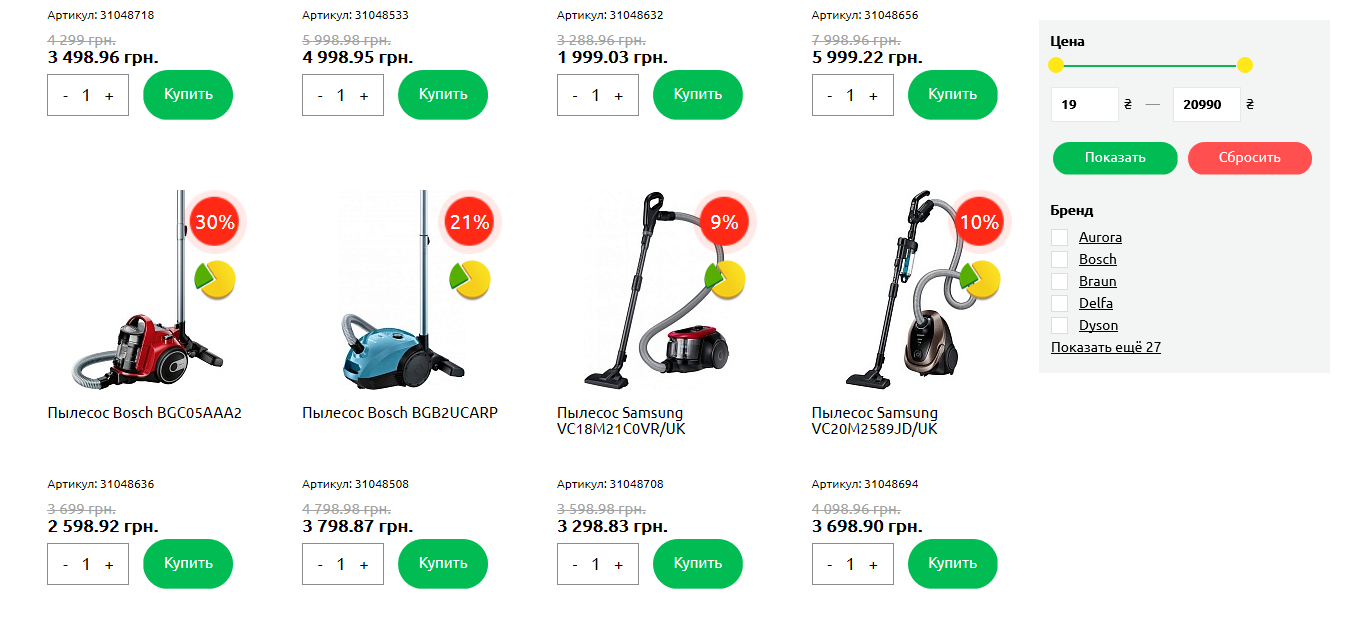 Артикул: 31048718
Артикул: 31048533
Артикул: 31048632
Артикул: 31048656
4 299 грн.
5 998.98 грн.
3 288.96 грн.
7 998.96 грн.
3 498.96 грн.
4 998.95 грн.
1 999.03 грн.
5 999.22 грн.
- 1 + Купить
- 1 + Купить
- 1 + Купить
- 1 + Купить
30%
21%
9%
10%
Пылесос Bosch BGC05AAA2
Пылесос Bosch BGB2UCARP
Пылесос Samsung
VC18M21C0VR/UK
Пылесос Samsung
VC20M2589JD/UK
Артикул: 31048636
Артикул: 31048508
Артикул: 31048708
Артикул: 31048694
3 699 грн.
4 798.98 грн.
3 598.98 грн.
4 098.96 грн.
2 598.92 грн.
3 798.87 грн.
3 298.83 грн.
3 698.90 грн.
- 1 + Купить
- 1 + Купить
- 1 + Купить
- 1 + Купить
Цена
19 ₴ — 20990 ₴
Показать
Сбросить
Бренд
Aurora
Bosch
Braun
Delfa
Dyson
Показать ещё 27